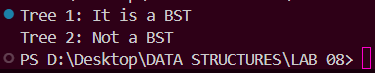 Tree 1: It is a BST
Tree 2: Not a BST
PS D:\Desktop\DATA STRUCTURES\LAB 08>